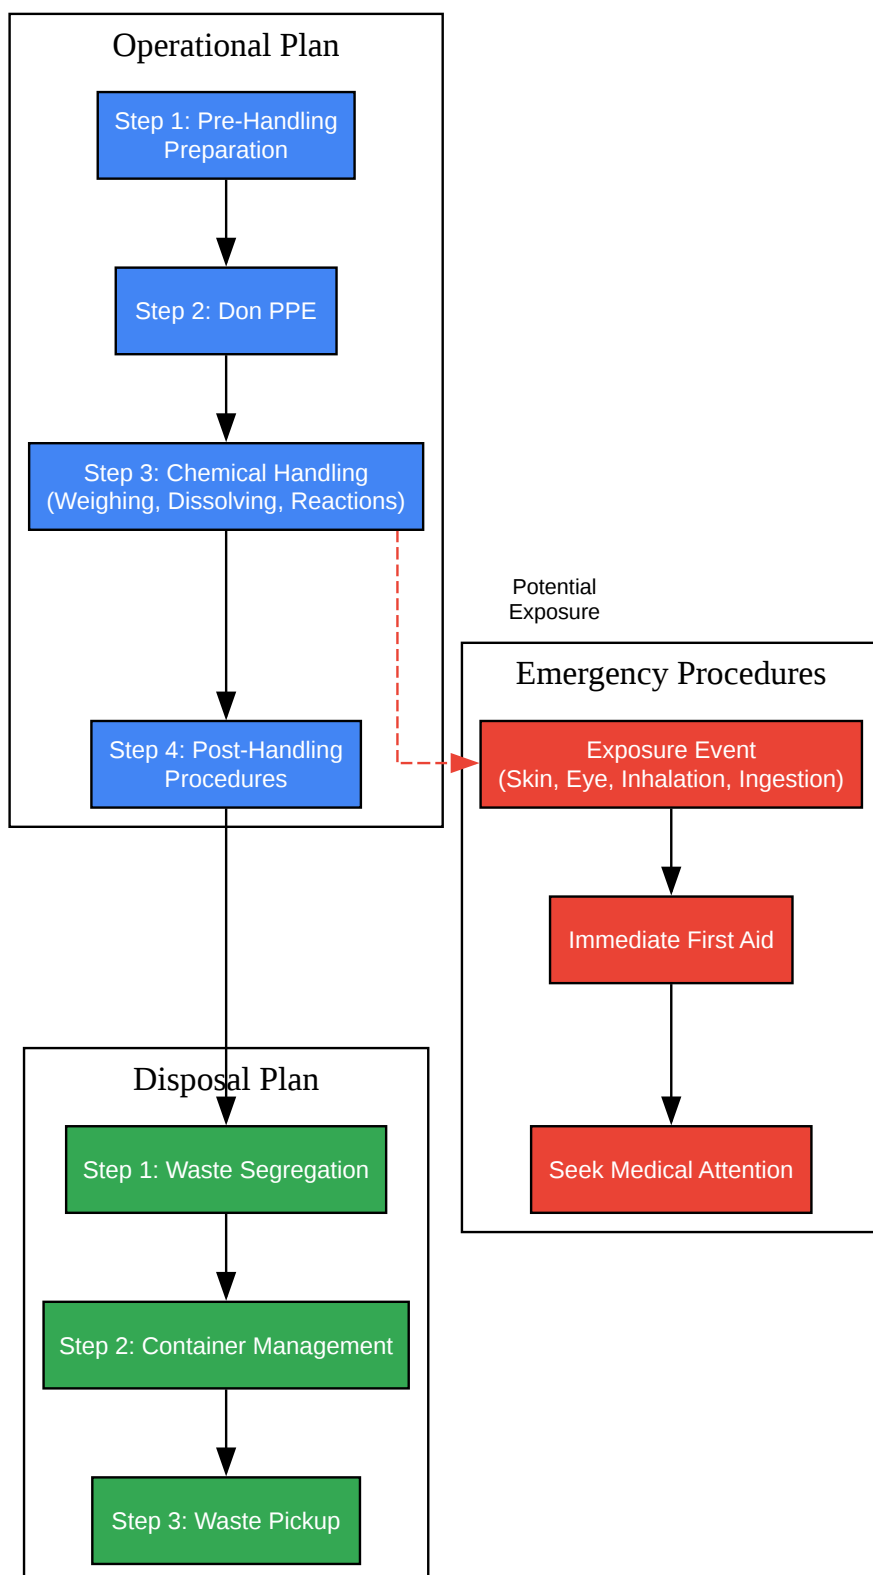 Operational Plan
Step 1: Pre-Handling
Preparation
Step 2: Don PPE
Step 3: Chemical Handling
(Weighing, Dissolving, Reactions)
Step 4: Post-Handling
Procedures
Potential
Exposure
Emergency Procedures
Exposure Event
(Skin, Eye, Inhalation, Ingestion)
Immediate First Aid
Seek Medical Attention
Disposal Plan
Step 1: Waste Segregation
Step 2: Container Management
Step 3: Waste Pickup